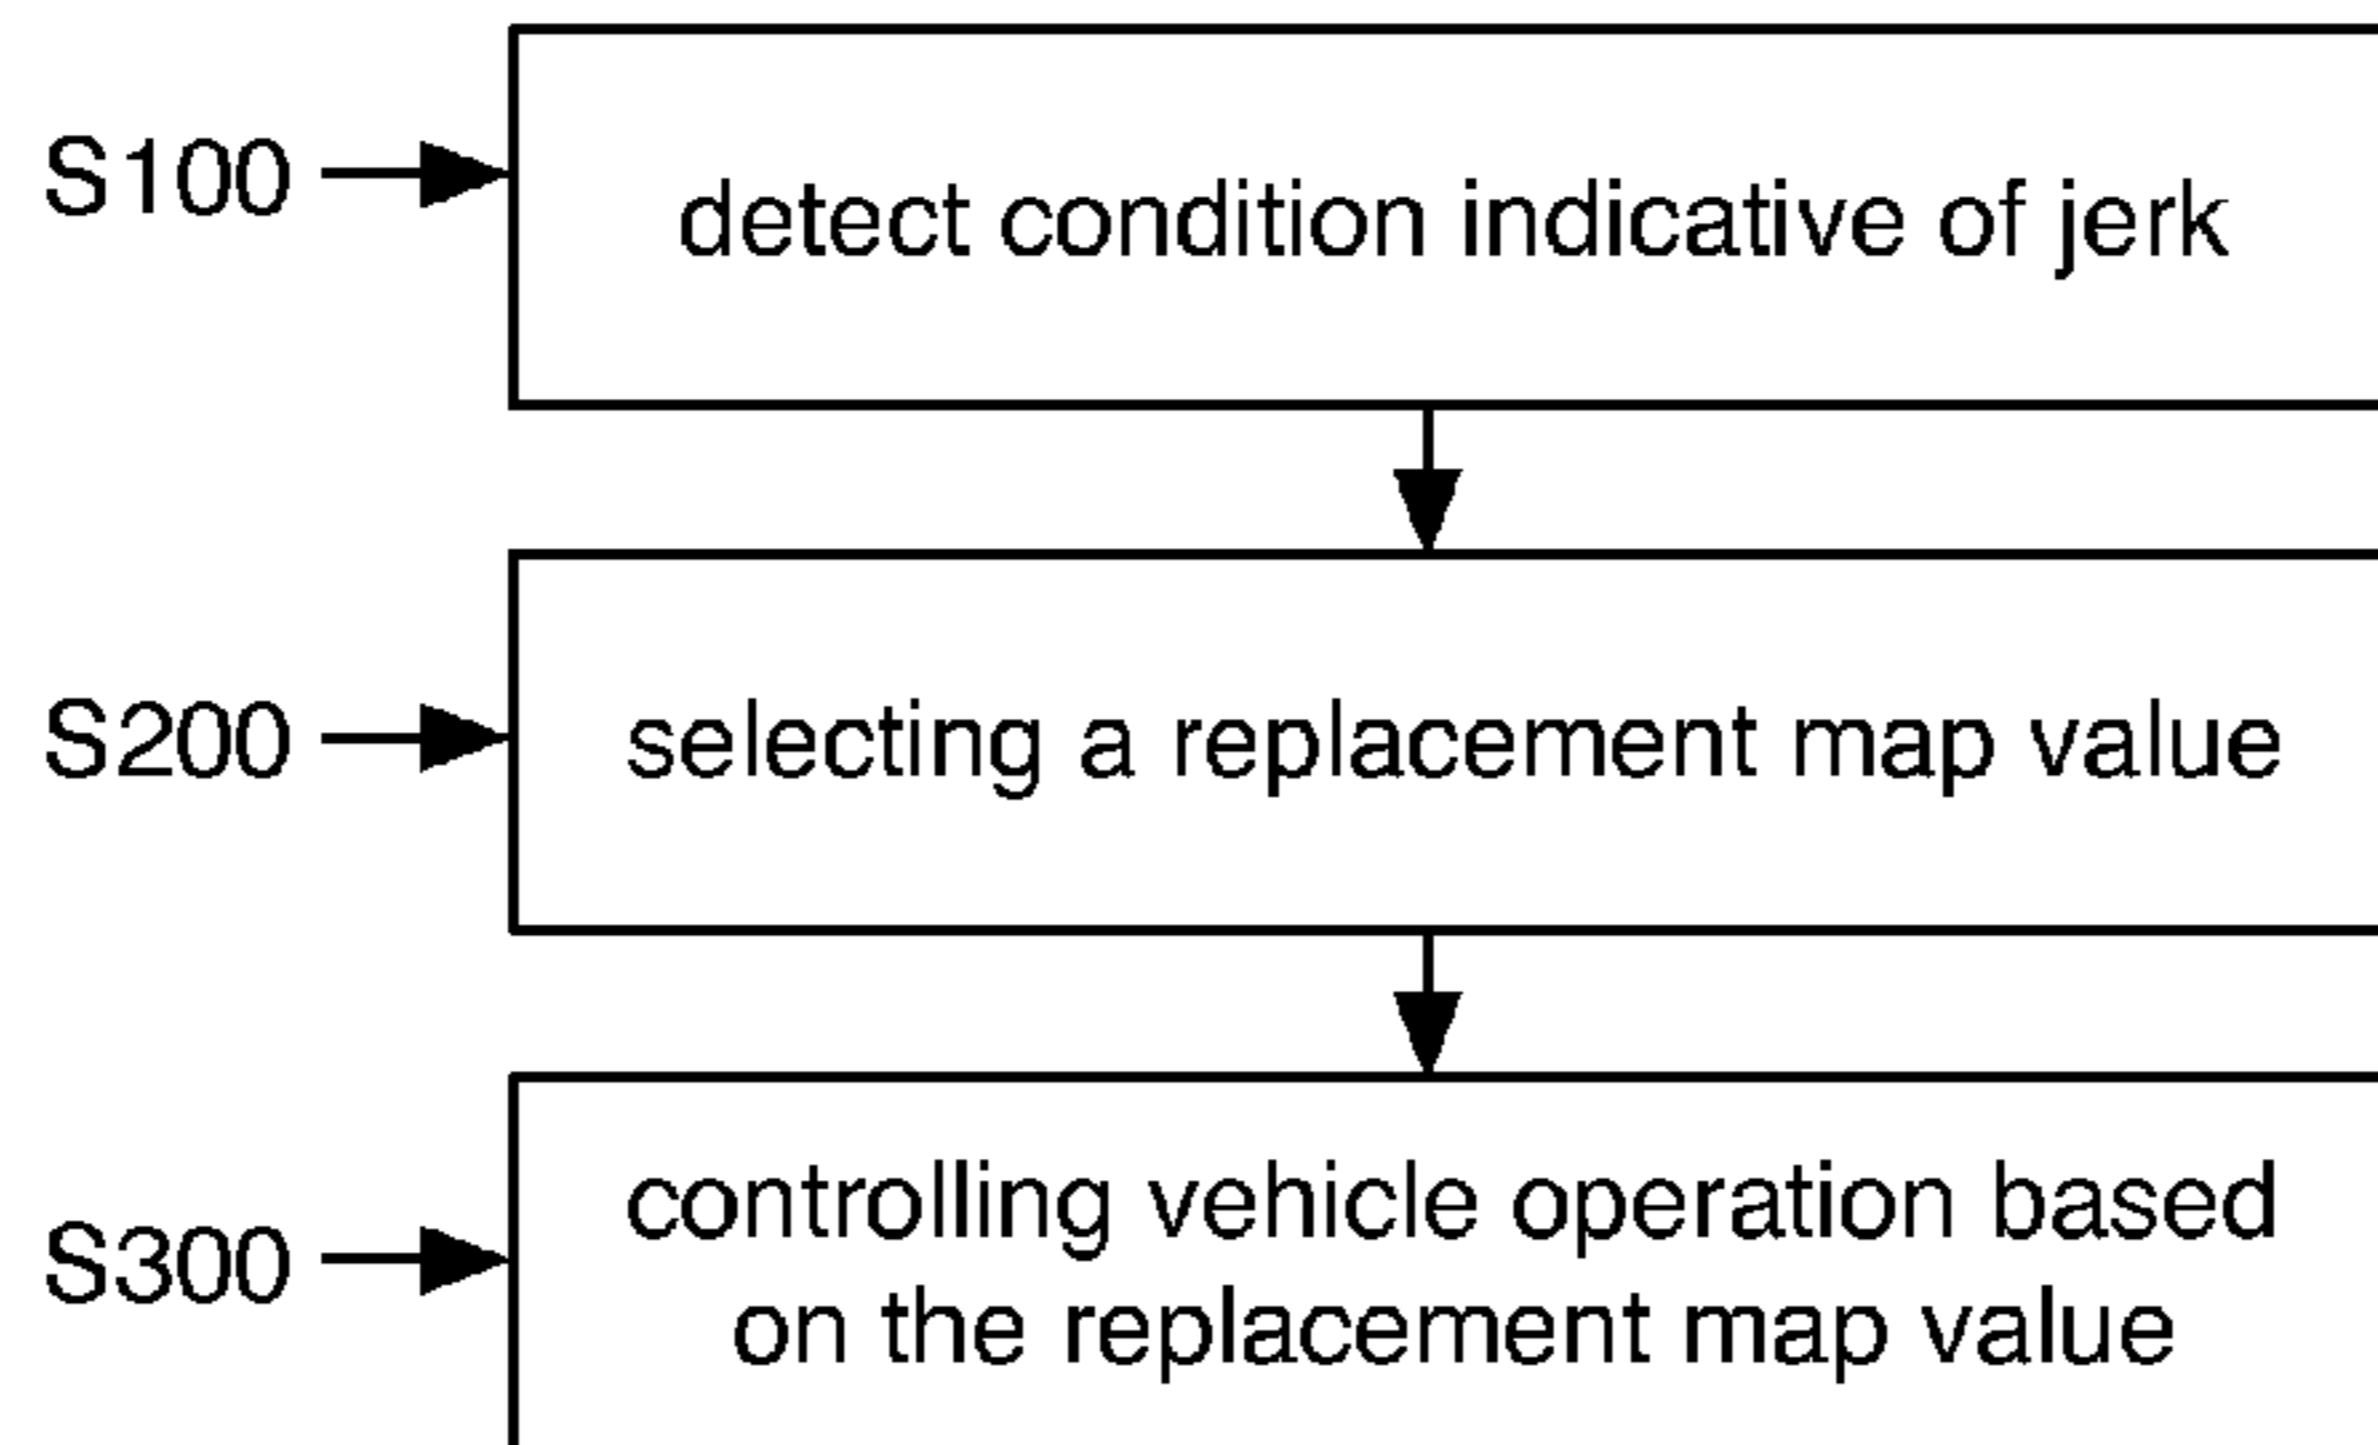 S100
detect condition indicative of jerk
S200
selecting a replacement map value
S300
controlling vehicle operation based
on the replacement map value